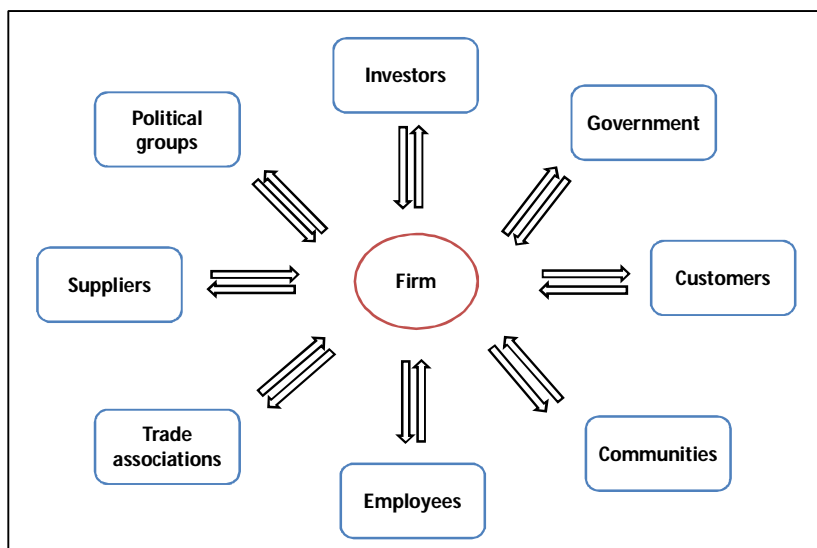 Investors
Political
groups
Government
Suppliers
Firm
Customers
Trade
associations
Employees
Communities